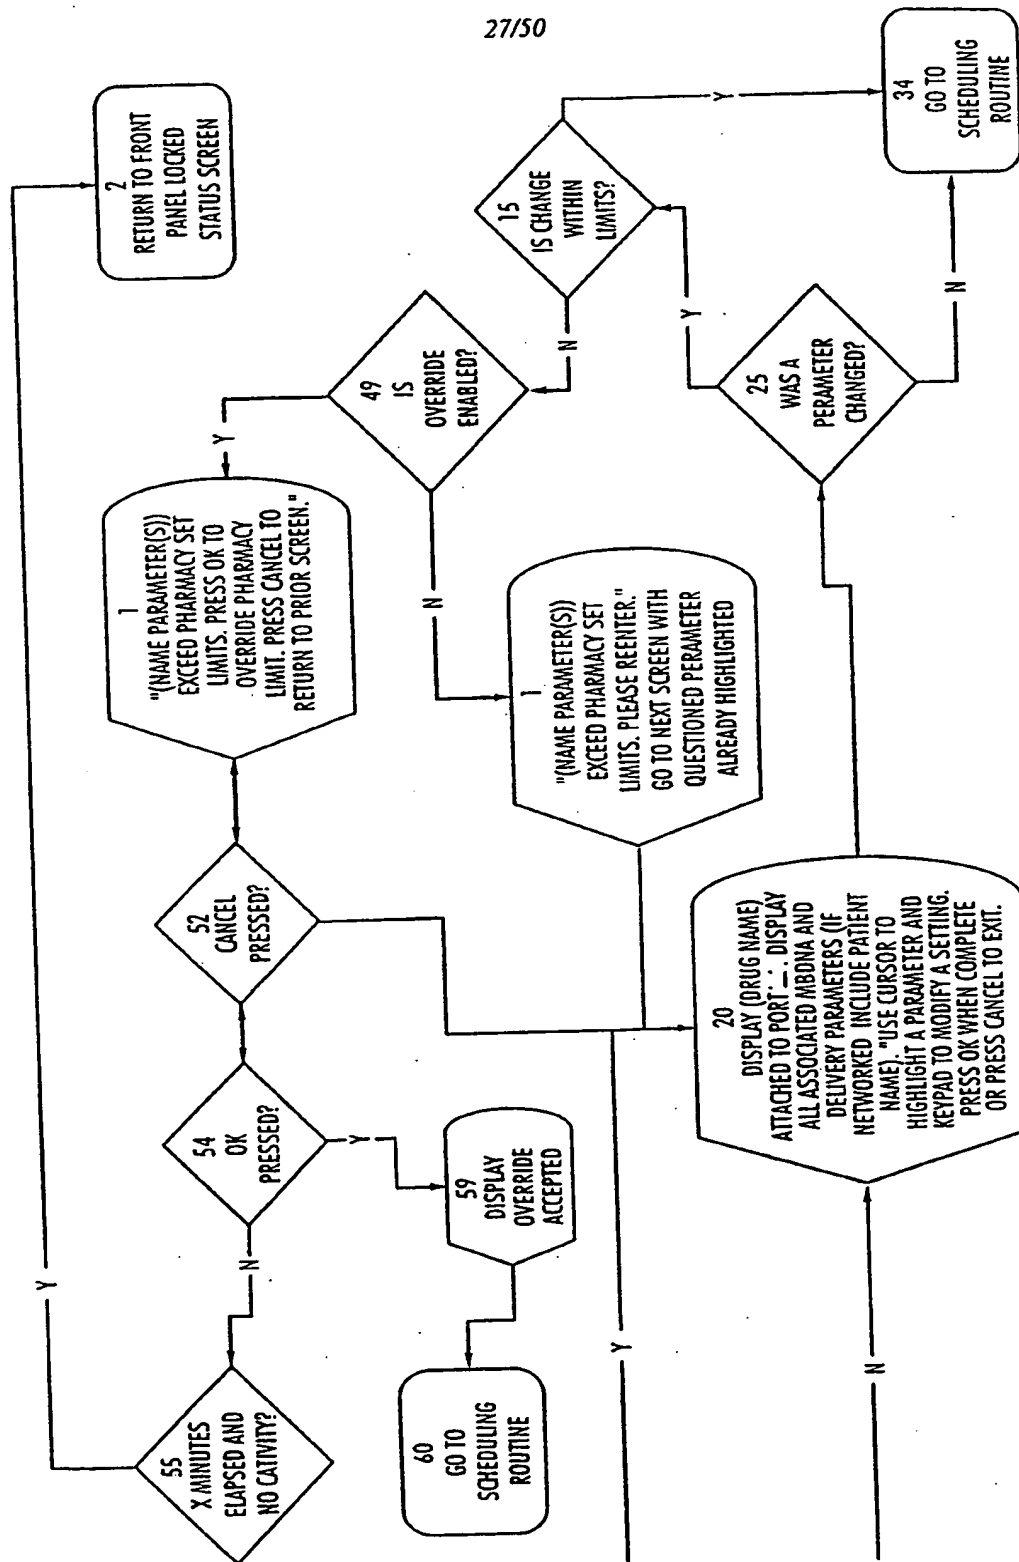 27/50
2
RETURN TO FRONT
PANEL LOCKED
STATUS SCREEN
Y
55
X MINUTES
ELAPSED AND
NO CATIVITY?
N
54
OK
PRESSED?
Y
52
CANCEL
PRESSED?
1
"(NAME PARAMETER(S))
EXCEED PHARMACY SET
LIMITS. PRESS OK TO
OVERRIDE PHARMACY
LIMIT. PRESS CANCEL TO
RETURN TO PRIOR SCREEN."
Y
49
IS
OVERRIDE
ENABLED?
N
N
15
IS CHANGE
WITHIN
LIMITS?
Y
59
DISPLAY
OVERRIDE
ACCEPTED
60
GO TO
SCHEDULING
ROUTINE
1
"(NAME PARAMETER(S))
EXCEED PHARMACY SET
LIMITS. PLEASE REENTER."
GO TO NEXT SCREEN WITH
QUESTIONED PERAMETER
ALREADY HIGHLIGHTED
Y
20
DISPLAY (DRUG NAME)
ATTACHED TO PORT'_'. DISPLAY
ALL ASSOCIATED MBDNA AND
DELIVERY PARAMETERS (IF
NETWORKED INCLUDE PATIENT
NAME). "USE CURSOR TO
HIGHLIGHT A PARAMETER AND
KEYPAD TO MODIFY A SETTING.
PRESS OK WHEN COMPLETE
OR PRESS CANCEL TO EXIT.
N
25
WAS A
PERAMETER
CHANGED?
Y
N
34
GO TO
SCHEDULING
ROUTINE